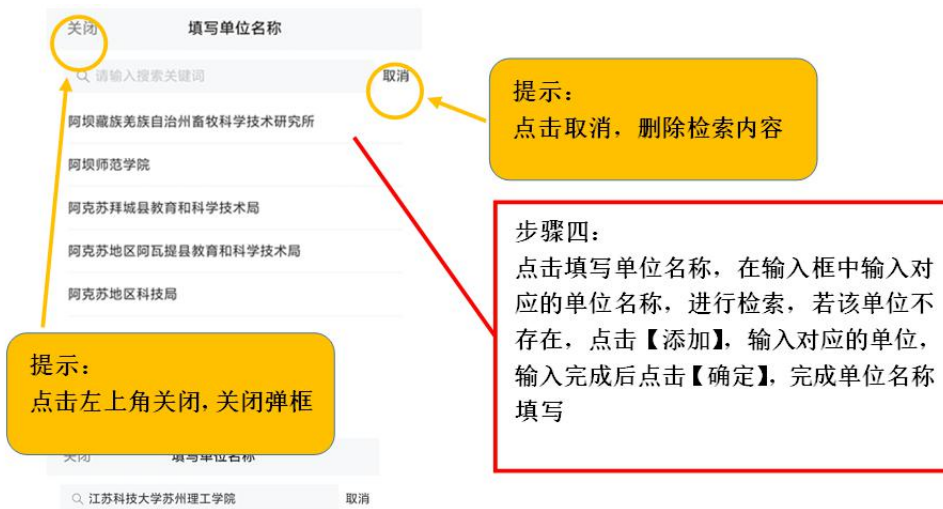 关闭 填写单位名称
请输入搜索关键词 取消
阿坝藏族羌族自治州畜牧科学技术研究所
阿坝师范学院
阿克苏拜城县教育和科学技术局
阿克苏地区阿瓦提县教育和科学技术局
阿克苏地区科技局
提示：
点击取消，删除检索内容
步骤四：
点击填写单位名称，在输入框中输入对
应的单位名称，进行检索，若该单位不
存在，点击【添加】，输入对应的单位，
输入完成后点击【确定】，完成单位名称
填写
提示：
点击左上角关闭，关闭弹框
关闭 填写单位名称
江苏科技大学苏州理工学院 取消